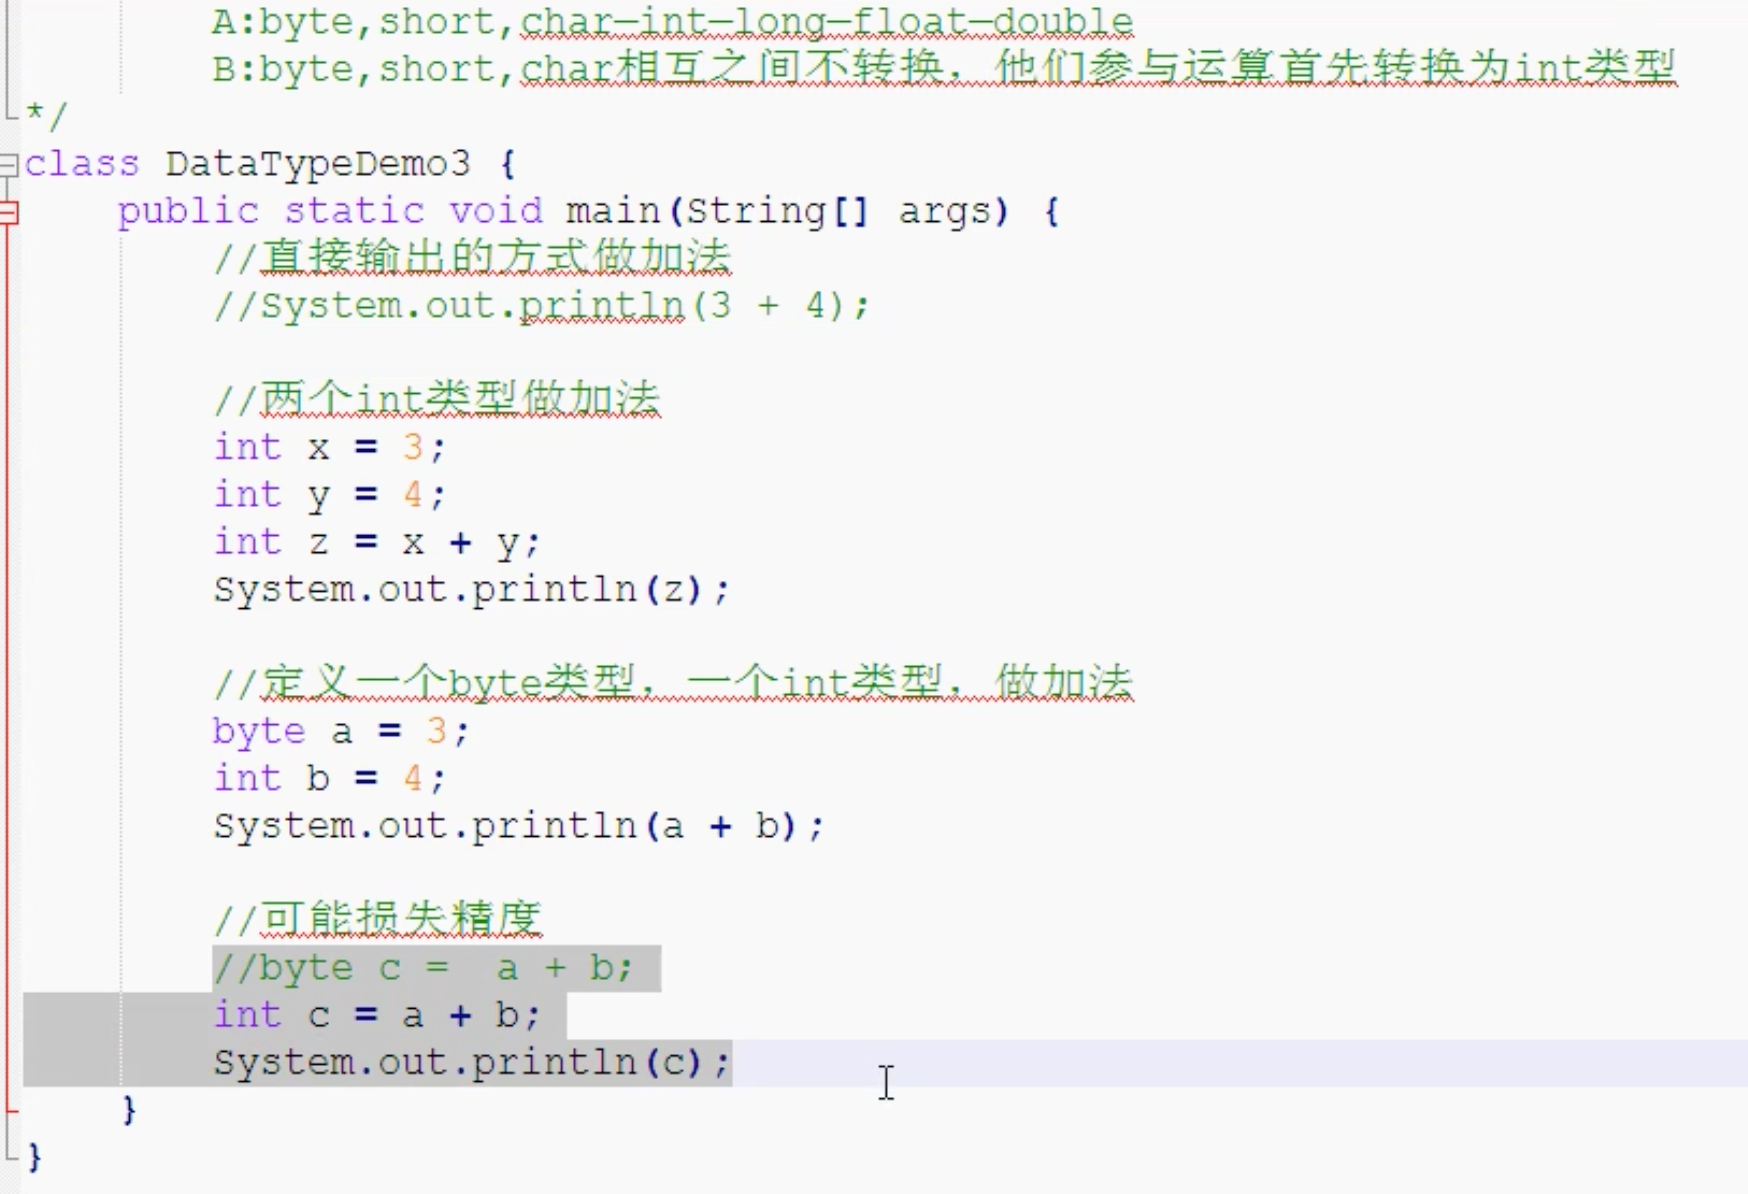 A:byte,short,char—int—long—float—double
B:byte,short,char相互之间不转换，他们参与运算首先转换为int类型
*/
class DataTypeDemo3 {
public static void main(String[] args) {
//直接输出的方式做加法
//System.out.println(3 + 4);
//两个int类型做加法
int x = 3;
int y = 4;
int z = x + y;
System.out.println(z);
//定义一个byte类型，一个int类型，做加法
byte a = 3;
int b = 4;
System.out.println(a + b);
//可能损失精度
//byte c =  a + b;
int c = a + b;
System.out.println(c);
}
}